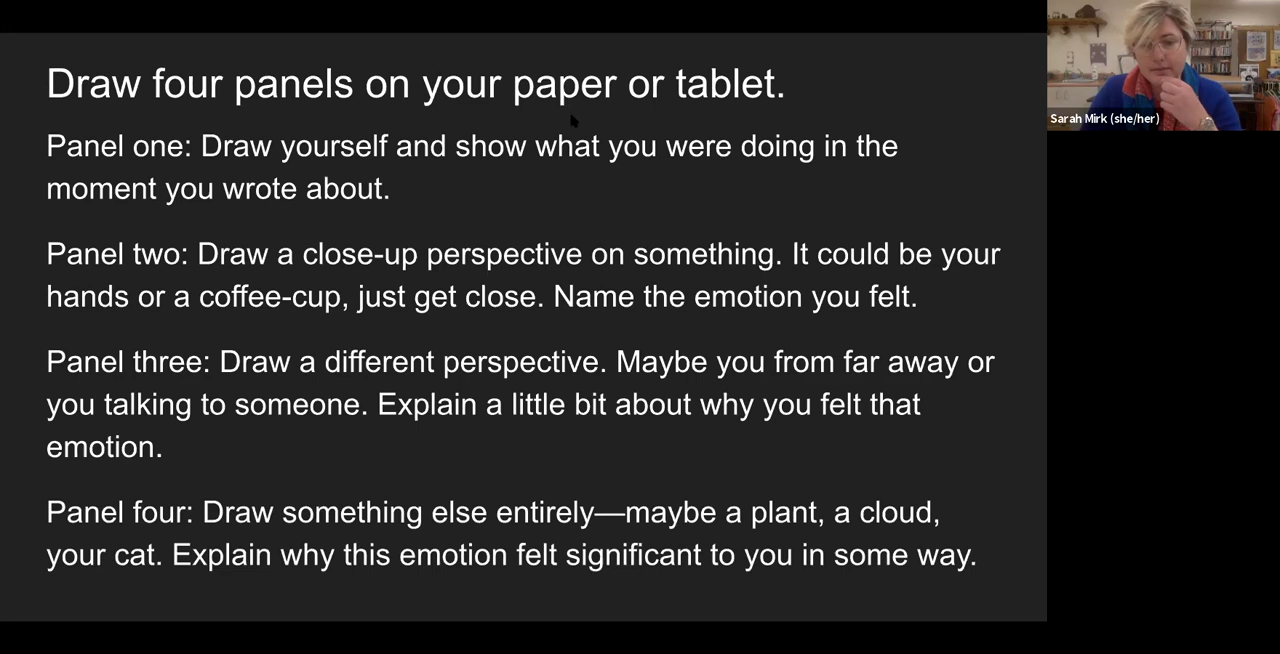 Draw four panels on your paper or tablet.
Panel one: Draw yourself and show what you were doing in the
moment you wrote about.
Panel two: Draw a close-up perspective on something. It could be your
hands or a coffee-cup, just get close. Name the emotion you felt.
Panel three: Draw a different perspective. Maybe you from far away or
you talking to someone. Explain a little bit about why you felt that
emotion.
Panel four: Draw something else entirely—maybe a plant, a cloud,
your cat. Explain why this emotion felt significant to you in some way.
Sarah Mirk (she/her)